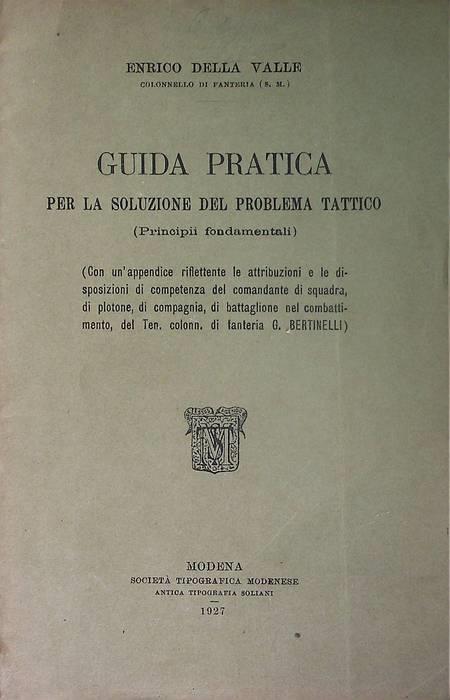 ENRICO DELLA VALLE
COLONNELLO DI FANTERIA (S. M.)
GUIDA PRATICA
PER LA SOLUZIONE DEL PROBLEMA TATTICO
(Principii fondamentali)
(Con un'appendice riflettente le attribuzioni e le di-
sposizioni di competenza del comandante di squadra,
di plotone, di compagnia, di battaglione nel combatti-
mento, del Ten. colonn. di fanteria G. BERTINELLI)
MODENA
SOCIETÀ TIPOGRAFICA MODENESE
ANTICA TIPOGRAFIA SOLIANI
1927